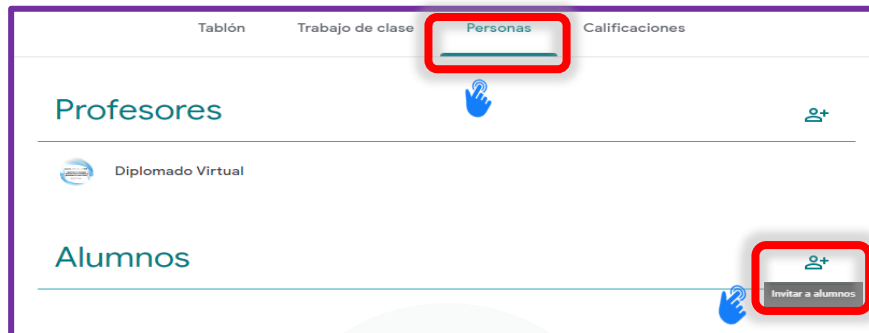 Tablón Trabajo de clase Personas Calificaciones
Profesores
Diplomado Virtual
Alumnos
Invitar a alumnos